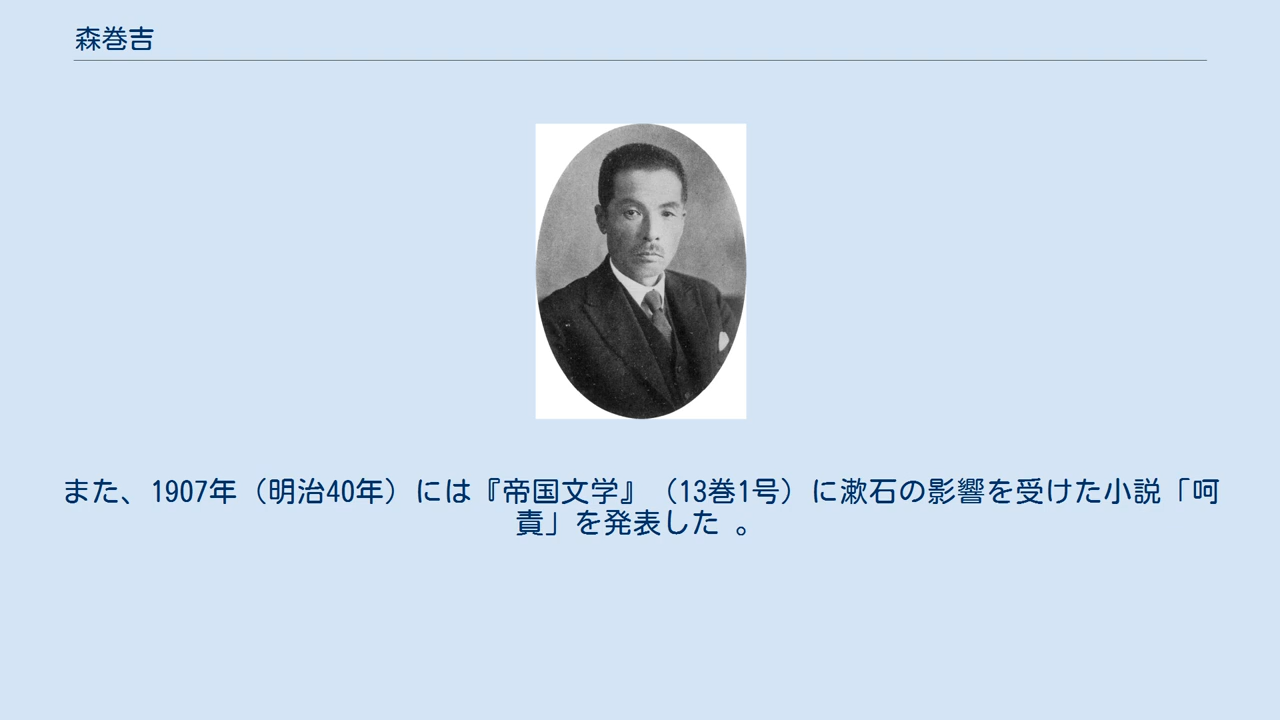 森巻吉
また、1907年（明治40年）には『帝国文学』（13巻1号）に漱石の影響を受けた小説「呵
責」を発表した 。